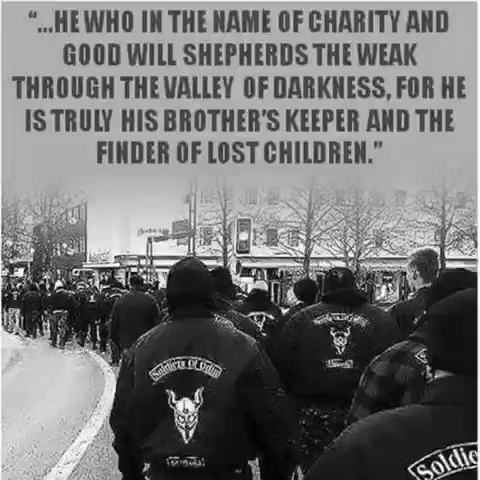 “...HE WHO IN THE NAME OF CHARITY AND
GOOD WILL SHEPHERDS THE WEAK
THROUGH THE VALLEY OF DARKNESS, FOR HE
IS TRULY HIS BROTHER’S KEEPER AND THE
FINDER OF LOST CHILDREN.”
Soldiers Of Odin
Soldie